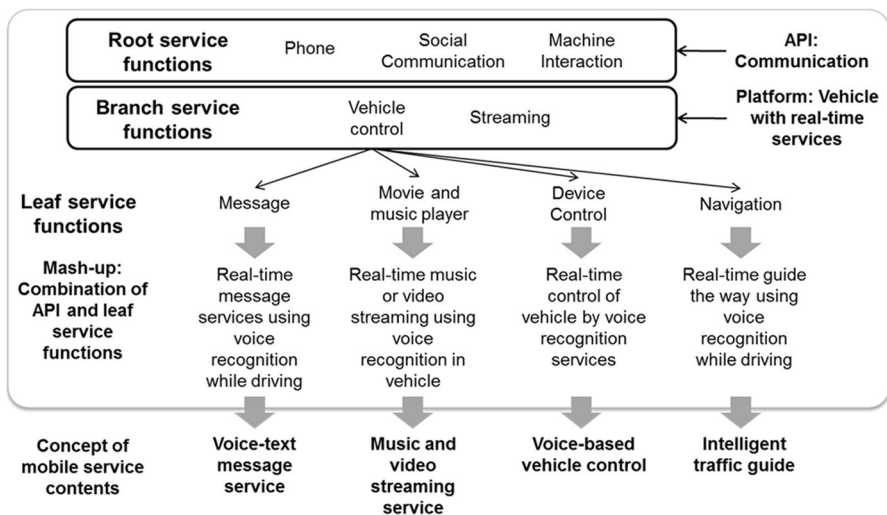 Root service
functions
Phone
Social
Communication
Machine
Interaction
API:
Communication
Branch service
functions
Vehicle
control
Streaming
Platform: Vehicle
with real-time
services
Leaf service
functions
Message
Movie and
music player
Device
Control
Navigation
Mash-up:
Combination of
API and leaf
service
functions
Real-time
message
services using
voice
recognition
while driving
Real-time music
or video
streaming using
voice
recognition in
vehicle
Real-time
control of
vehicle by voice
recognition
services
Real-time guide
the way using
voice
recognition
while driving
Concept of
mobile service
contents
Voice-text
message
service
Music and
video
streaming
service
Voice-based
vehicle control
Intelligent
traffic guide